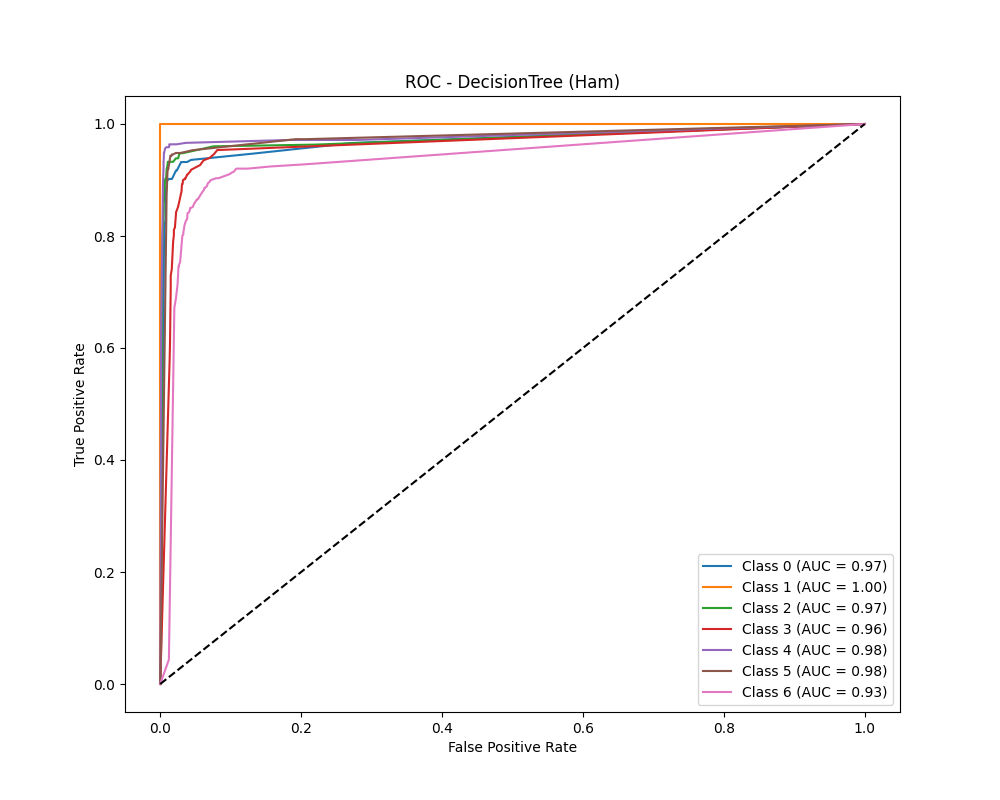 ROC - DecisionTree (Ham)
True Positive Rate
1.0
0.8
0.6
0.4
0.2
0.0
Class 0 (AUC = 0.97)
Class 1 (AUC = 1.00)
Class 2 (AUC = 0.97)
Class 3 (AUC = 0.96)
Class 4 (AUC = 0.98)
Class 5 (AUC = 0.98)
Class 6 (AUC = 0.93)
0.0 0.2 0.4 0.6 0.8 1.0
False Positive Rate